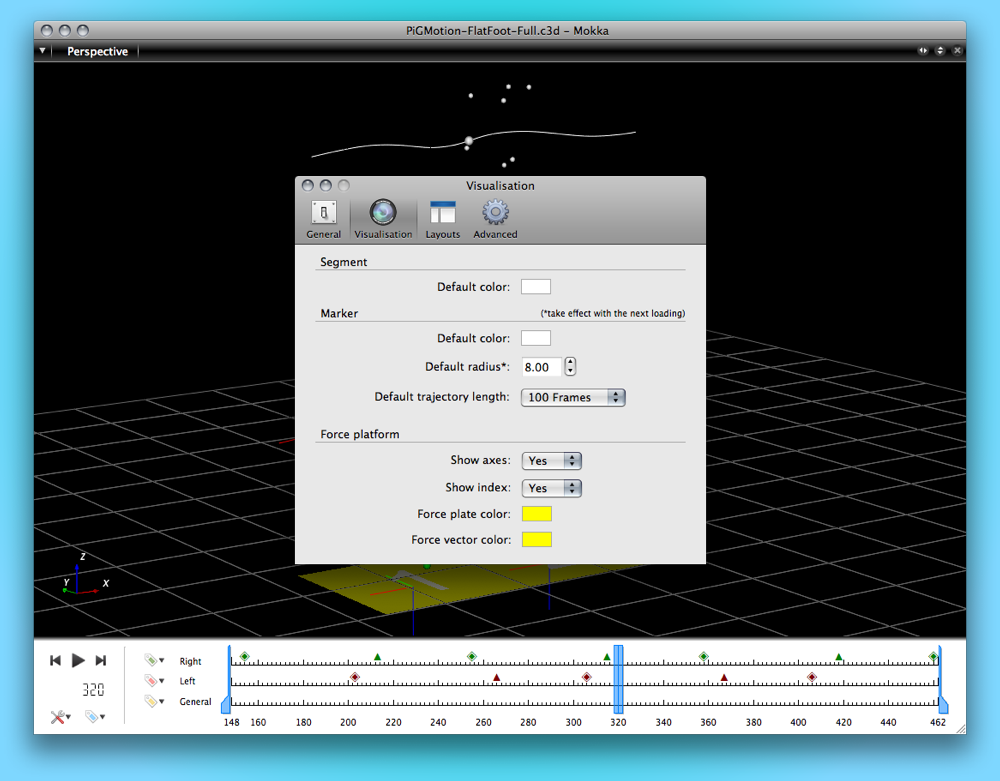 PiGMotion-FlatFoot-Full.c3d – Mokka
Perspective
Visualisation
General Visualisation Layouts Advanced
Segment
Default color:
Marker (*take effect with the next loading)
Default color:
Default radius*: 8.00
Default trajectory length: 100 Frames
Force platform
Show axes: Yes
Show index: Yes
Force plate color:
Force vector color:
Z
Y X
1
Right
320 Left
General
148 160 180 200 220 240 260 280 300 320 340 360 380 400 420 440 462